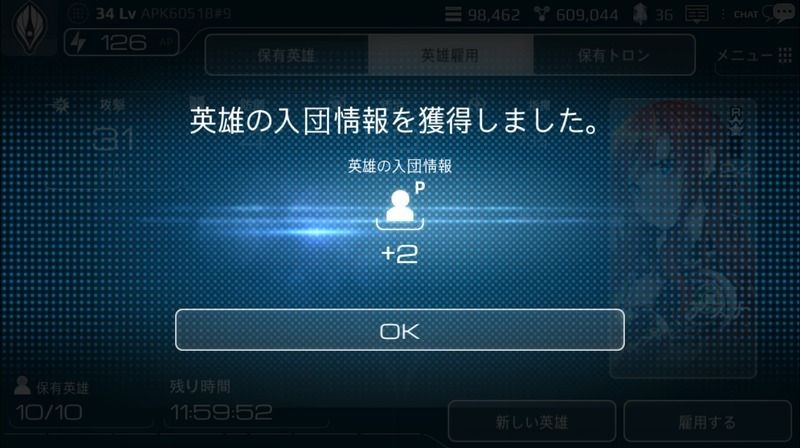 34 Lv APK60518#9
98,462
609,044
36
CHAT
126 AP
保有英雄
英雄雇用
保有トロン
メニュー
攻撃
31
R
英雄の入団情報を獲得しました。
英雄の入団情報
P
+2
OK
保有英雄
10/10
残り時間
11:59:52
新しい英雄
雇用する